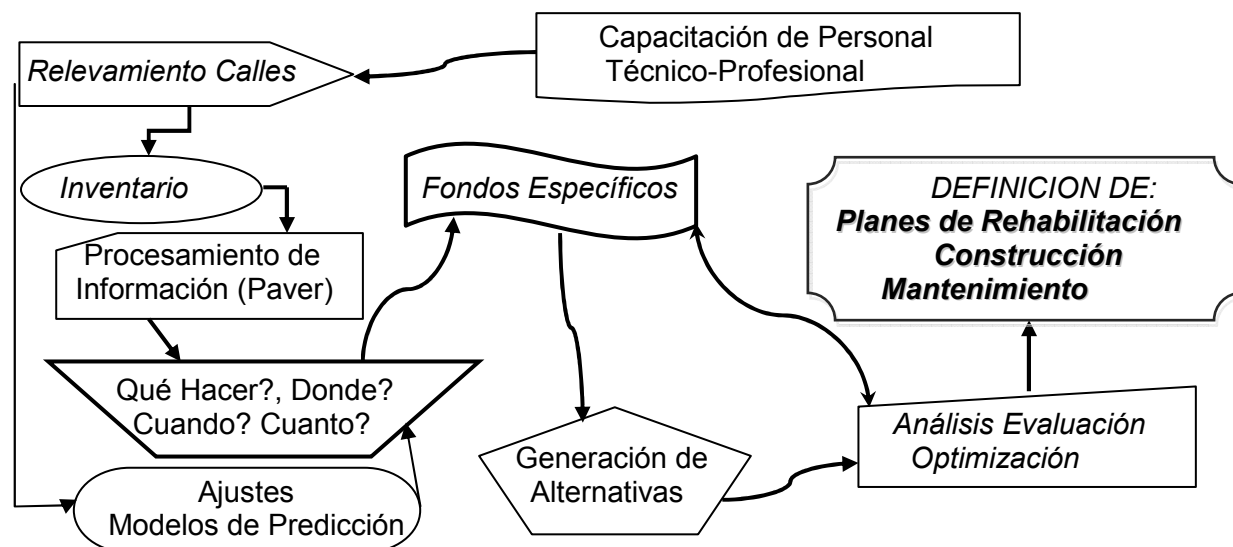 Capacitación de Personal
Técnico-Profesional
Relevamiento Calles
Inventario
Fondos Específicos
DEFINICION DE:
Planes de Rehabilitación
Construcción
Mantenimiento
Procesamiento de
Información (Paver)
Qué Hacer?, Donde?
Cuando? Cuanto?
Análisis Evaluación
Optimización
Generación de
Alternativas
Ajustes
Modelos de Predicción